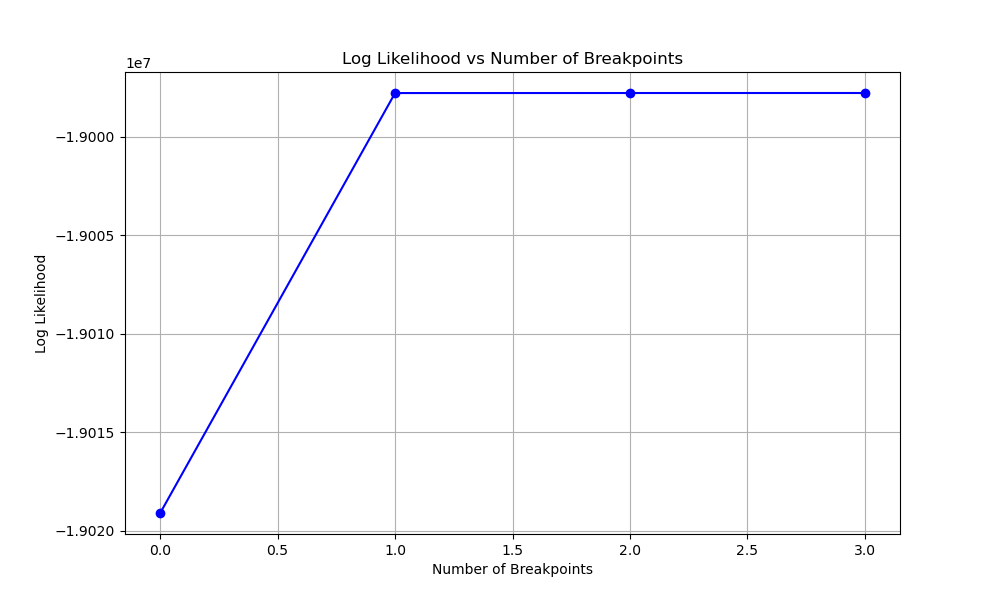 Log Likelihood vs Number of Breakpoints
1e7
−1.9000
−1.9005
−1.9010
−1.9015
−1.9020
Log Likelihood
0.0 0.5 1.0 1.5 2.0 2.5 3.0
Number of Breakpoints